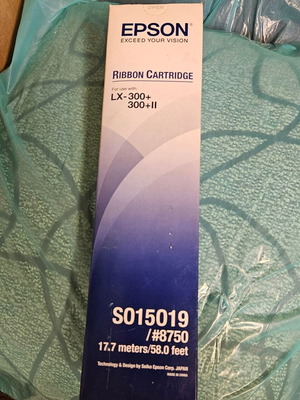 EPSON
EXCEED YOUR VISION
RIBBON CARTRIDGE
For use with
LX-300+
300+II
S015019
/#8750
17.7 meters/58.0 feet
Technology & Design by Seiko Epson Corp. JAPAN